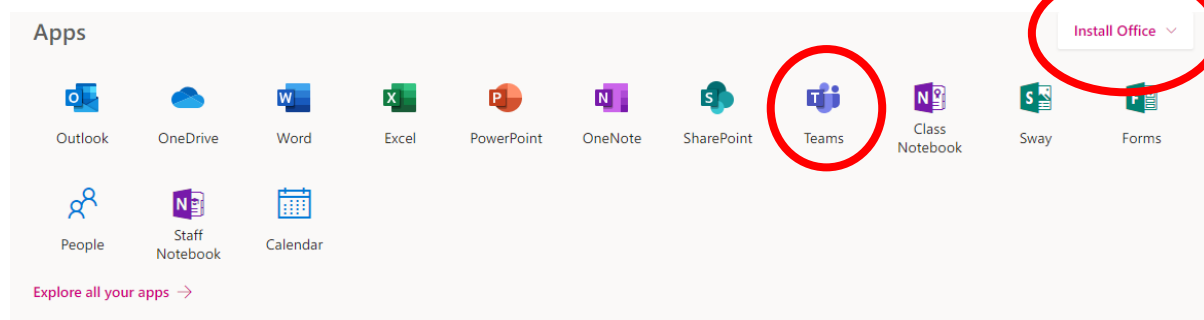 Apps
Install Office
Outlook
OneDrive
Word
Excel
PowerPoint
OneNote
SharePoint
Teams
Class
Notebook
Sway
Forms
People
Staff
Notebook
Calendar
Explore all your apps →